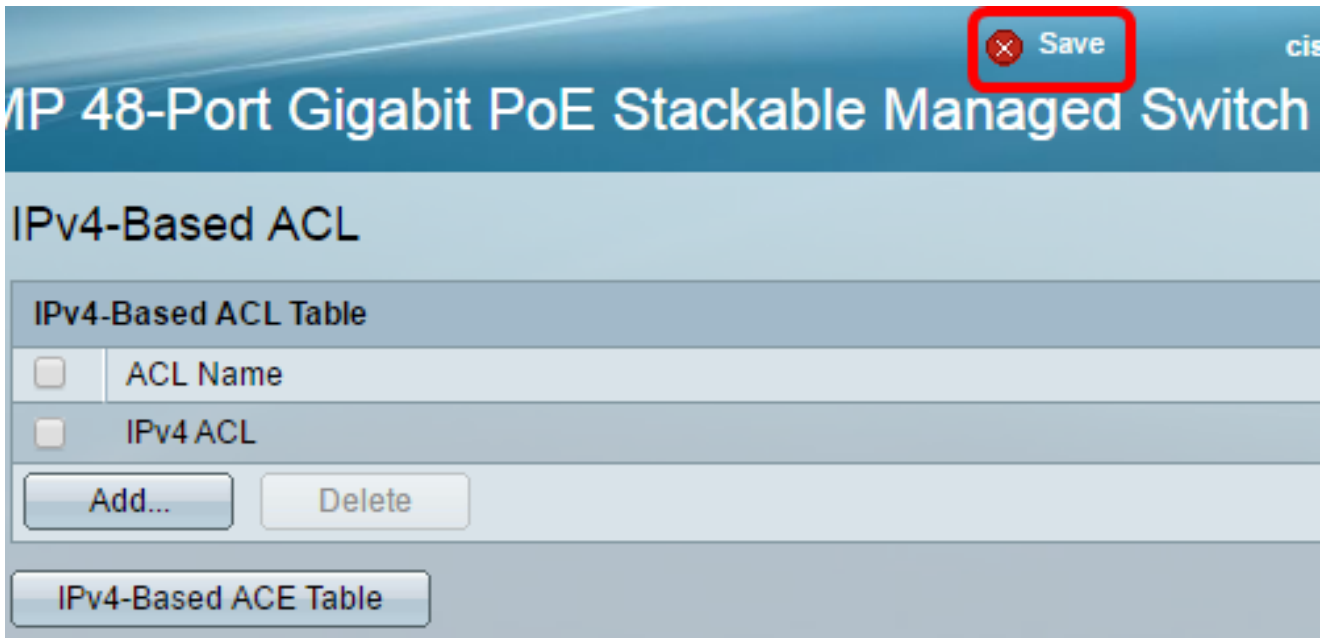 Save cis
MP 48-Port Gigabit PoE Stackable Managed Switch
IPv4-Based ACL
IPv4-Based ACL Table
ACL Name
IPv4 ACL
Add... Delete
IPv4-Based ACE Table